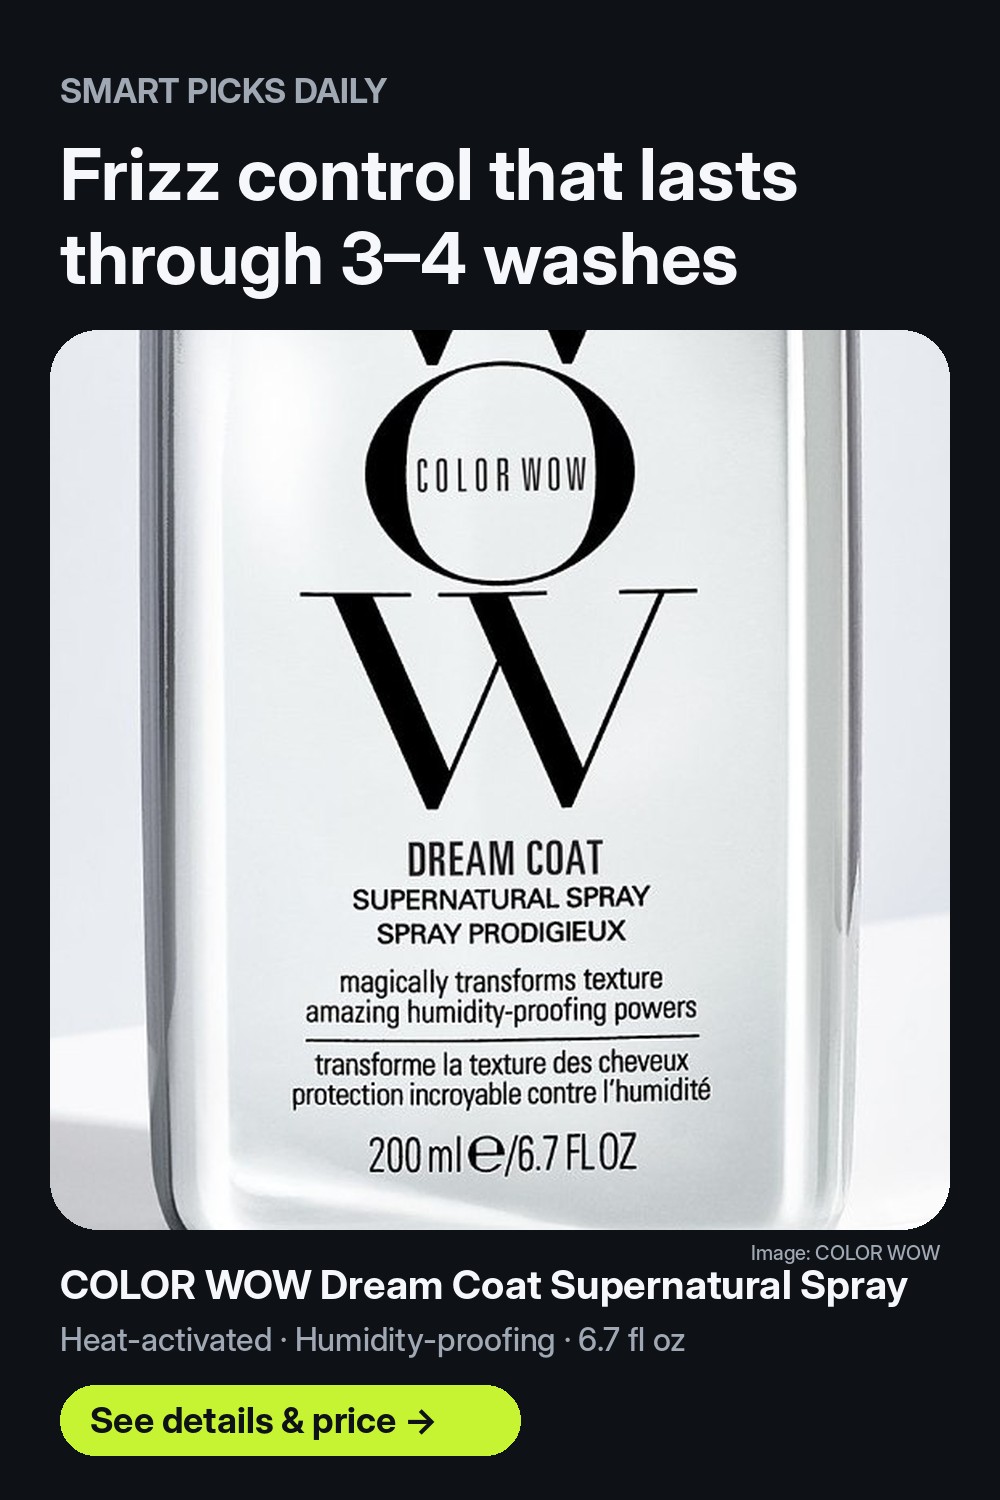 SMART PICKS DAILY
Frizz control that lasts
through 3–4 washes
W
O
COLOR WOW
W
DREAM COAT
SUPERNATURAL SPRAY
SPRAY PRODIGIEUX
magically transforms texture
amazing humidity-proofing powers
transforme la texture des cheveux
protection incroyable contre l'humidité
200 ml e/6.7 FL OZ
Image: COLOR WOW
COLOR WOW Dream Coat Supernatural Spray
Heat-activated · Humidity-proofing · 6.7 fl oz
See details & price →